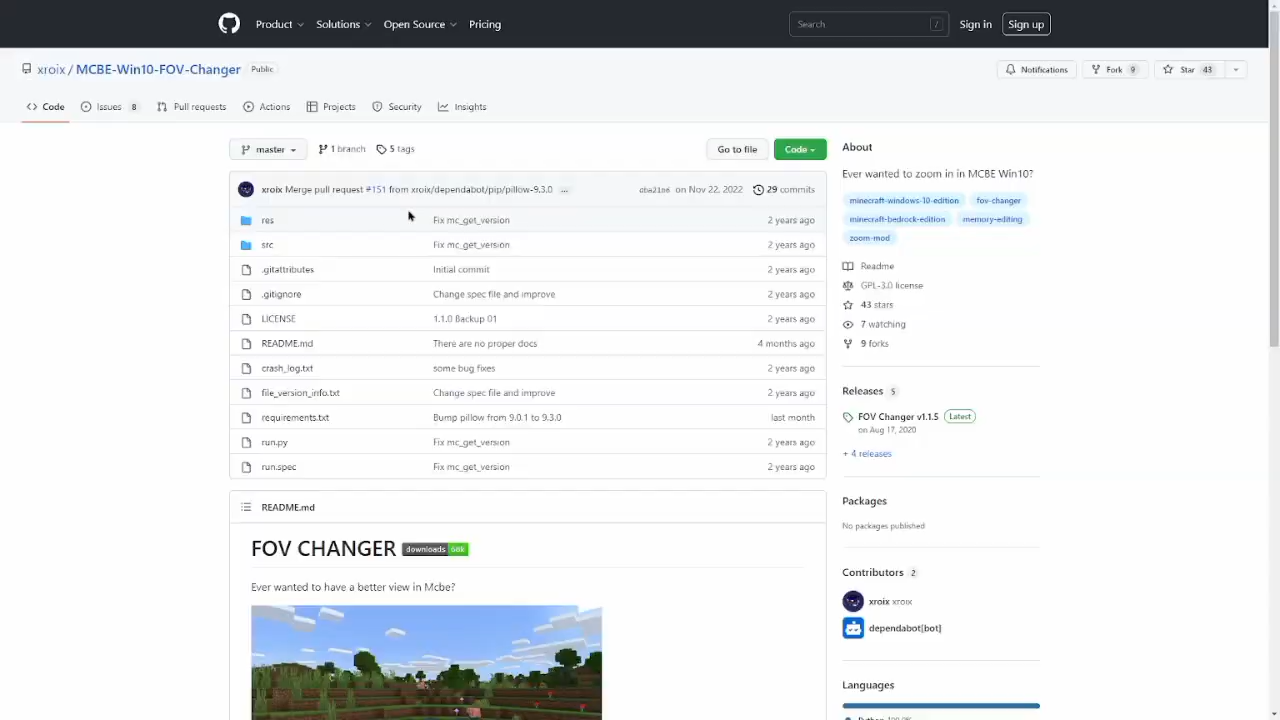 Product Solutions Open Source Pricing Search / Sign in Sign up
xroix / MCBE-Win10-FOV-Changer Public Notifications Fork 9 Star 43
Code Issues 8 Pull requests Actions Projects Security Insights
master 1 branch 5 tags Go to file Code
xroix Merge pull request #151 from xroix/dependabot/pip/pillow-9.3.0 ... on Nov 22, 2022 29 commits
res Fix mc_get_version 2 years ago
src Fix mc_get_version 2 years ago
.gitattributes Initial commit 2 years ago
.gitignore Change spec file and improve 2 years ago
LICENSE 1.1.0 Backup 01 2 years ago
README.md There are no proper docs 4 months ago
crash_log.txt some bug fixes 2 years ago
file_version_info.txt Change spec file and improve 2 years ago
requirements.txt Bump pillow from 9.0.1 to 9.3.0 last month
run.py Fix mc_get_version 2 years ago
run.spec Fix mc_get_version 2 years ago
README.md
FOV CHANGER downloads
Ever wanted to have a better view in Mcbe?
About
Ever wanted to zoom in in MCBE Win10?
minecraft-windows-10-edition fov-changer
minecraft-bedrock-edition memory-editing
zoom-mod
Readme
GPL-3.0 license
43 stars
7 watching
9 forks
Releases 5
FOV Changer v1.1.5 Latest
on Aug 17, 2020
+ 4 releases
Packages
No packages published
Contributors 2
xroix xroix
dependabot[bot]
Languages